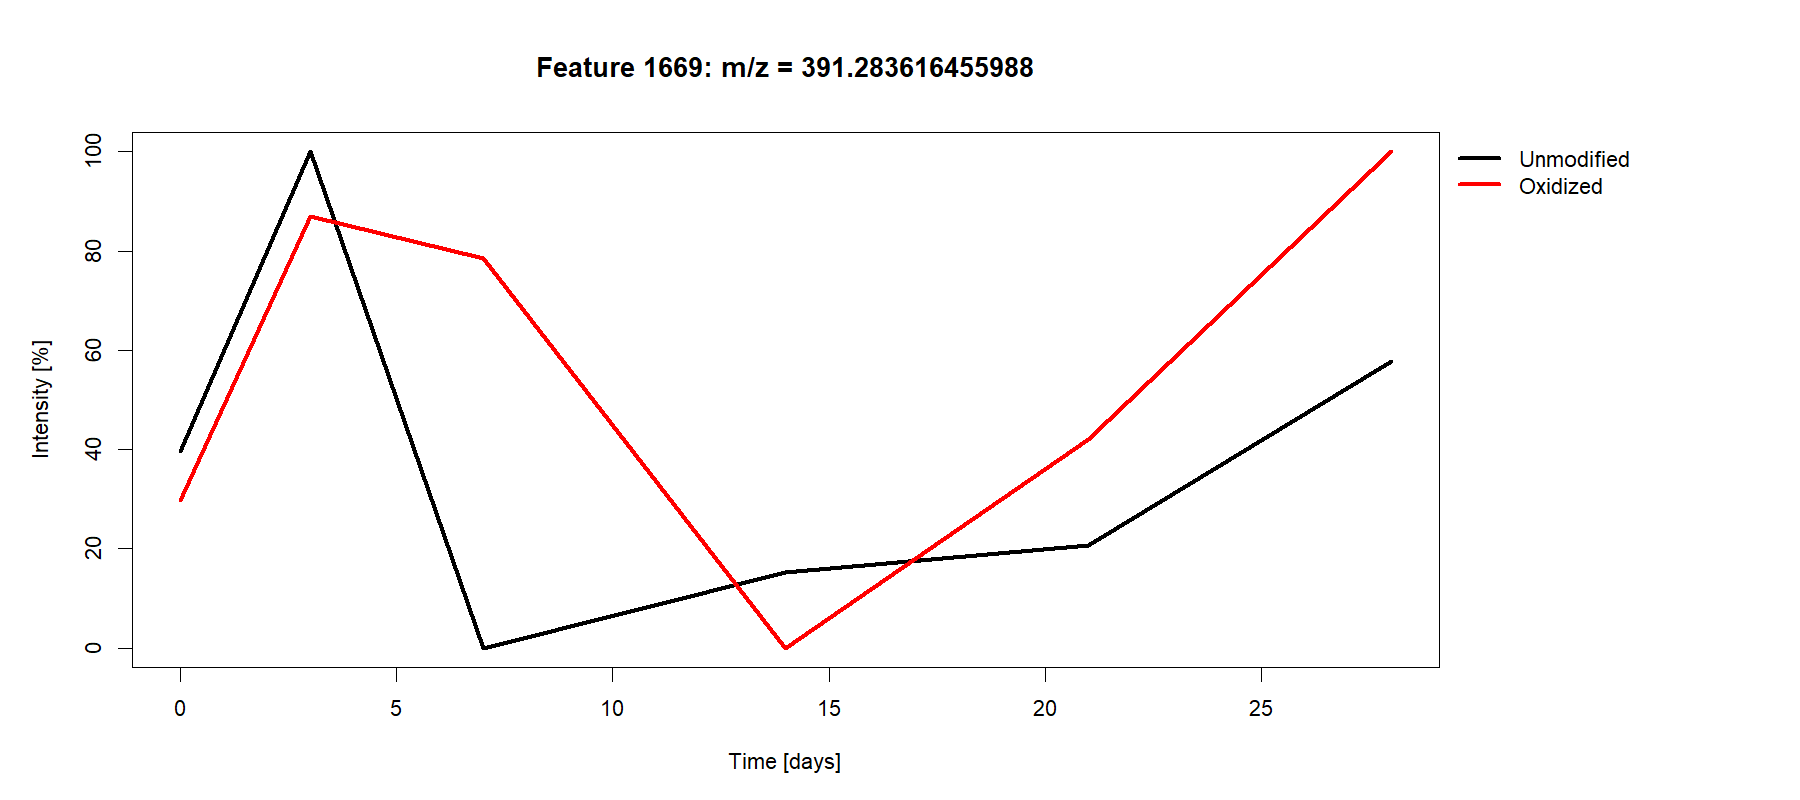 Feature 1669: m/z = 391.283616455988
Unmodified
Oxidized
Intensity [%]
100
80
60
40
20
0
0 5 10 15 20 25
Time [days]